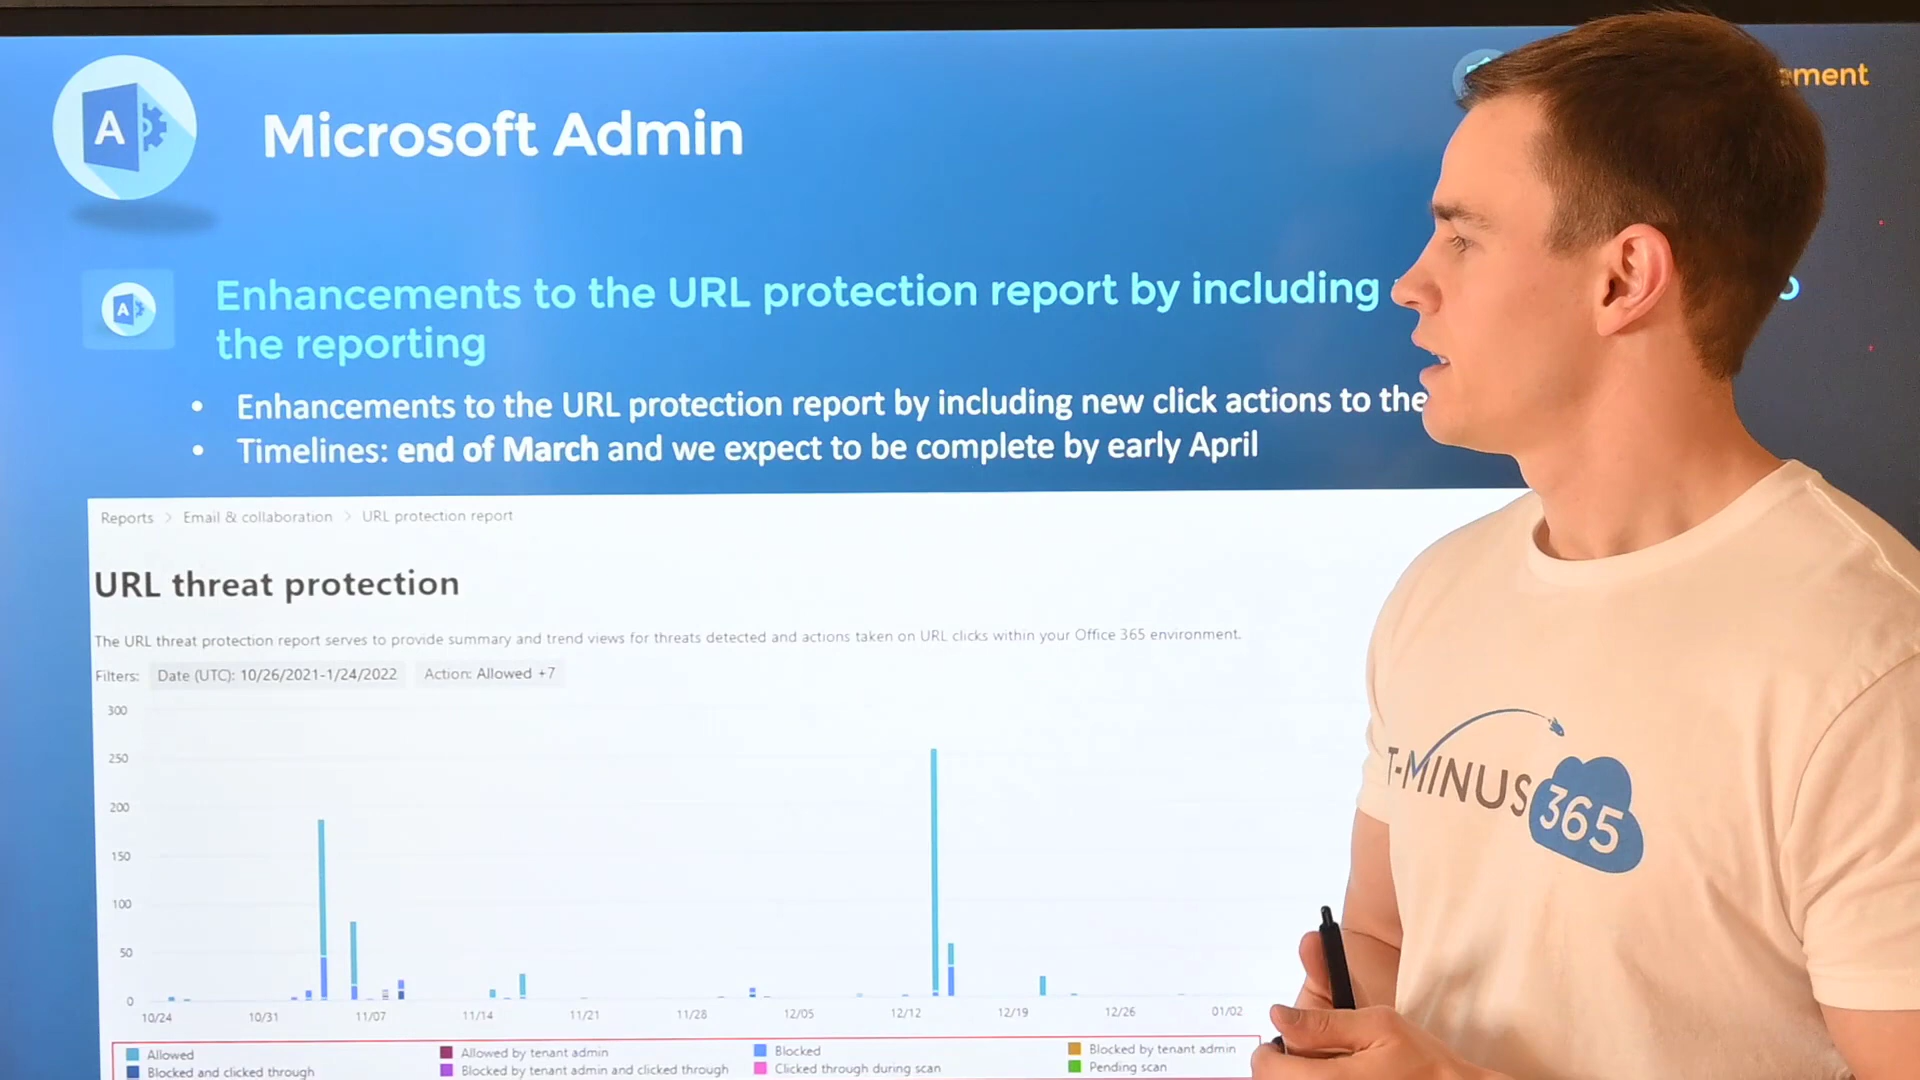 Microsoft Admin
Enhancements to the URL protection report by including
the reporting
• Enhancements to the URL protection report by including new click actions to the
• Timelines: end of March and we expect to be complete by early April
Reports > Email & collaboration > URL protection report
URL threat protection
The URL threat protection report serves to provide summary and trend views for threats detected and actions taken on URL clicks within your Office 365 environment.
Filters: Date (UTC): 10/26/2021-1/24/2022 Action: Allowed +7
300
250
200
150
100
50
0
10/24 10/31 11/07 11/14 11/21 11/28 12/05 12/12 12/19 12/26 01/02
Allowed Allowed by tenant admin Blocked Blocked by tenant admin
Blocked and clicked through Blocked by tenant admin and clicked through Clicked through during scan Pending scan
T-MINUS 365
A
A